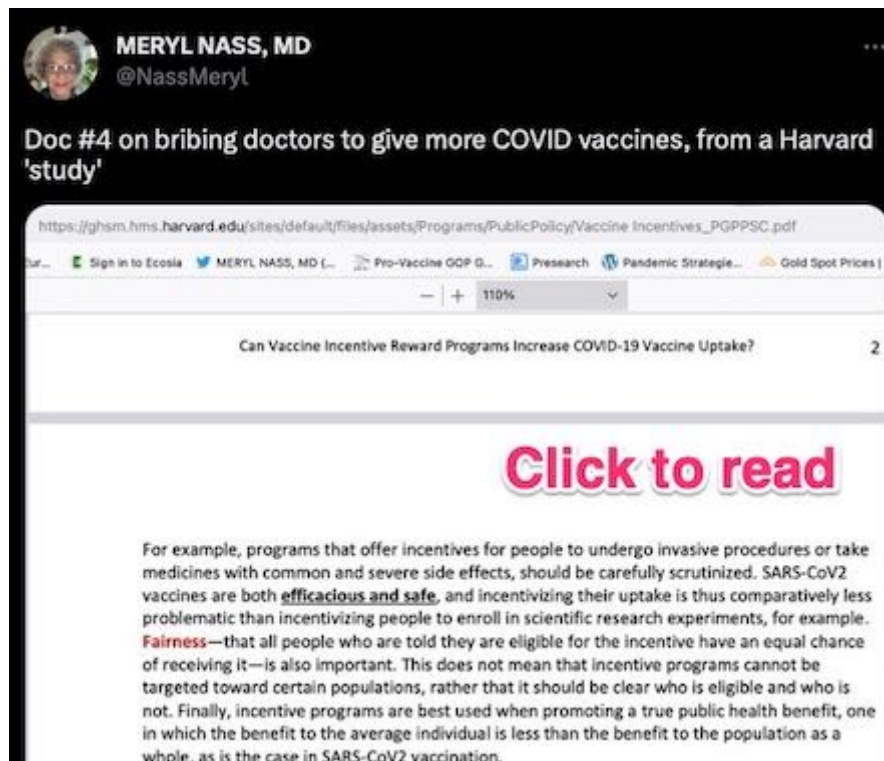 MERYL NASS, MD
@NassMeryl
Doc #4 on bribing doctors to give more COVID vaccines, from a Harvard
'study'
https://ghsm.hms.harvard.edu/sites/default/files/assets/Programs/PublicPolicy/Vaccine Incentives_PGPPSC.pdf
Sign in to Ecosia MERYL NASS, MD (... Pro-Vaccine GOP G... Presearch Pandemic Strategie... Gold Spot Prices |
— | + 110%
Can Vaccine Incentive Reward Programs Increase COVID-19 Vaccine Uptake? 2
Click to read
For example, programs that offer incentives for people to undergo invasive procedures or take
medicines with common and severe side effects, should be carefully scrutinized. SARS-CoV2
vaccines are both efficacious and safe, and incentivizing their uptake is thus comparatively less
problematic than incentivizing people to enroll in scientific research experiments, for example.
Fairness—that all people who are told they are eligible for the incentive have an equal chance
of receiving it—is also important. This does not mean that incentive programs cannot be
targeted toward certain populations, rather that it should be clear who is eligible and who is
not. Finally, incentive programs are best used when promoting a true public health benefit, one
in which the benefit to the average individual is less than the benefit to the population as a
whole, as is the case in SARS-CoV2 vaccination.